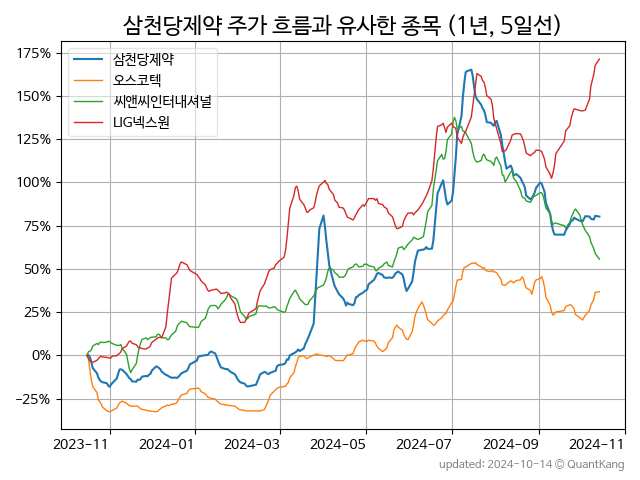 삼천당제약 주가 흐름과 유사한 종목 (1년, 5일선)
삼천당제약
오스코텍
씨앤씨인터내셔널
LIG넥스원
175%
150%
125%
100%
75%
50%
25%
0%
−25%
2023-11 2024-01 2024-03 2024-05 2024-07 2024-09 2024-11
updated: 2024-10-14 © QuantKang